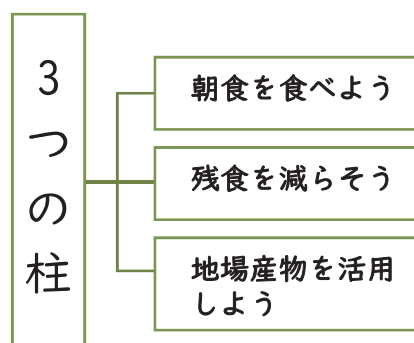 3つの柱
朝食を食べよう
残食を減らそう
地場産物を活用
しよう